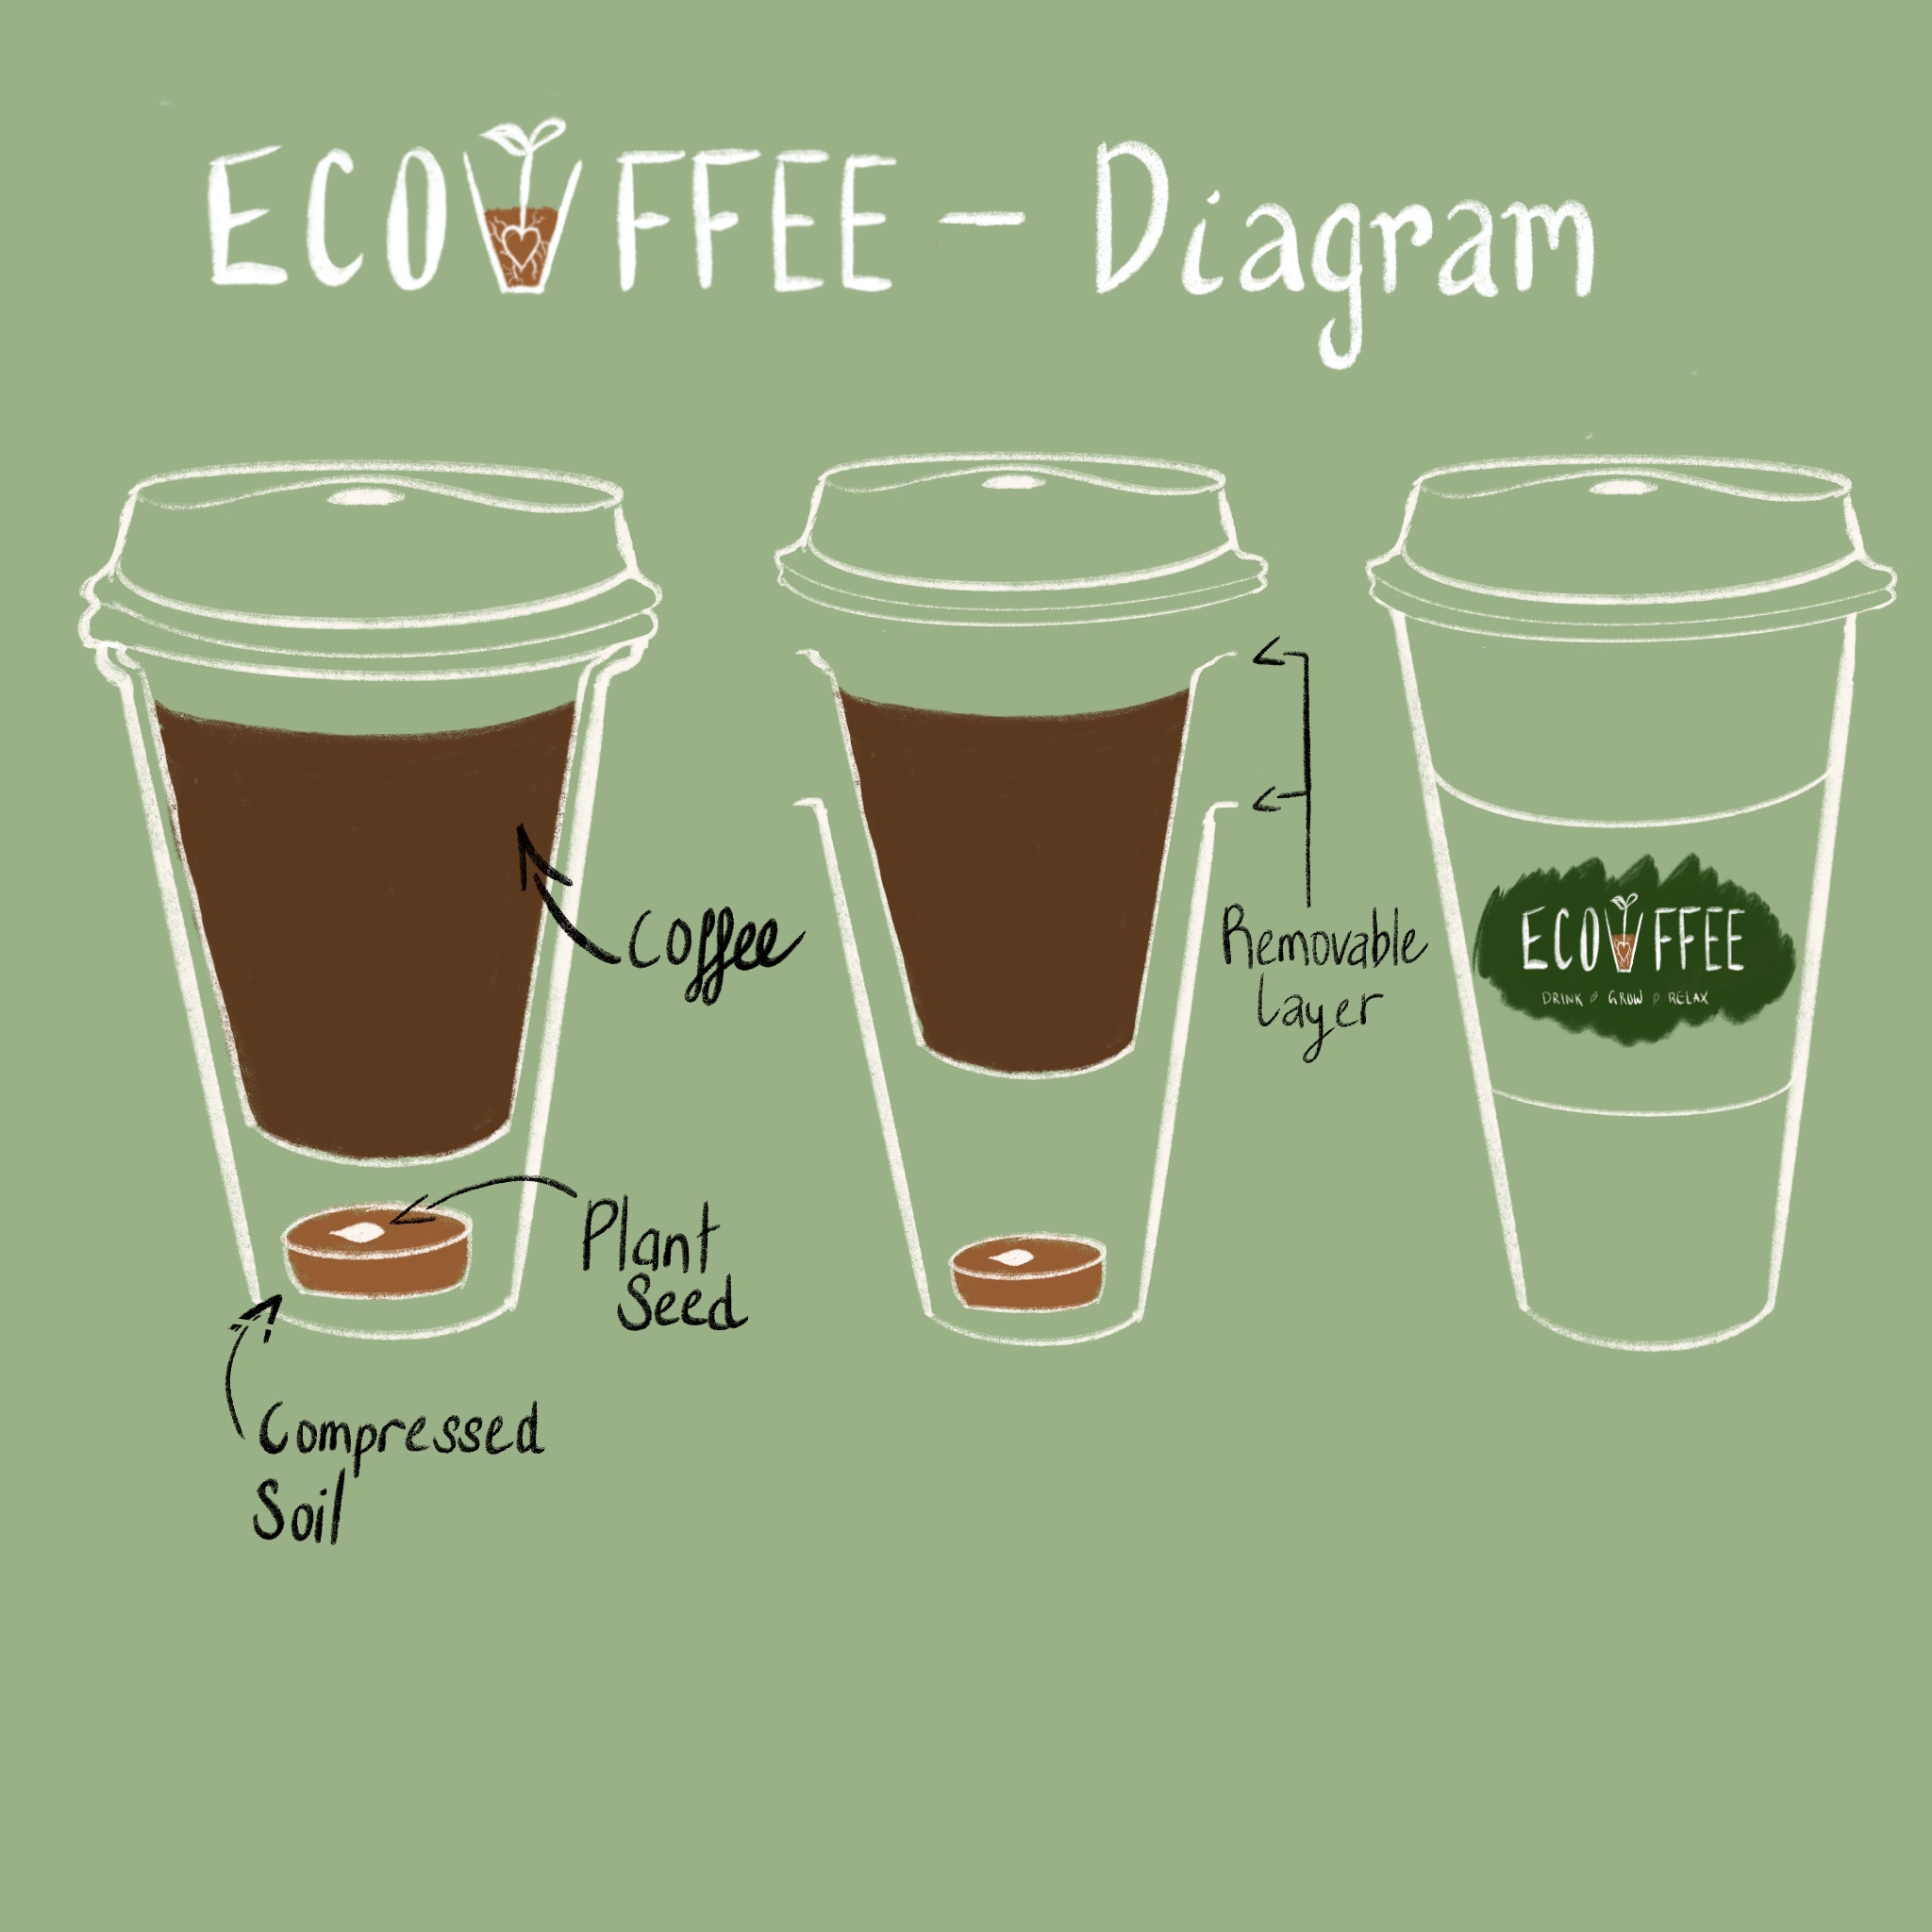 ECOFFEE - Diagram
Coffee
Plant
Seed
Compressed
Soil
Removable
Layer
ECOFFEE
DRINK GROW RELAX